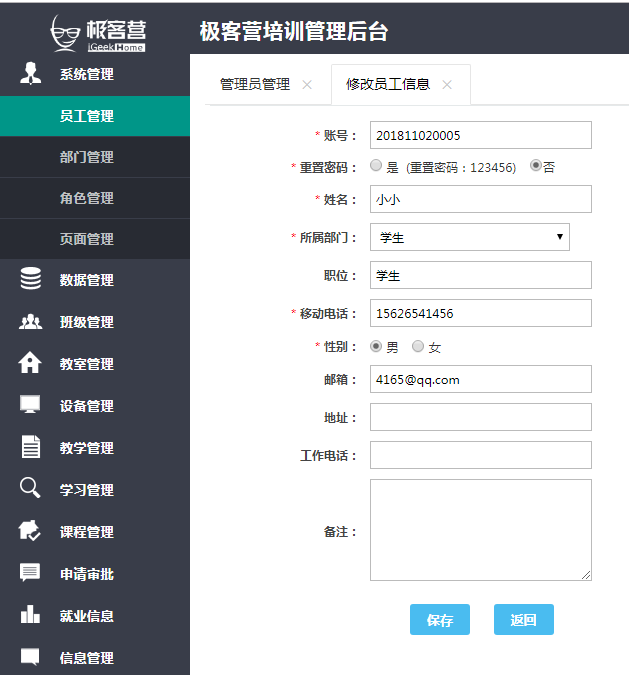 极客营
iGeekHome
极客营培训管理后台
系统管理
员工管理
部门管理
角色管理
页面管理
数据管理
班级管理
教室管理
设备管理
教学管理
学习管理
课程管理
申请审批
就业信息
信息管理
管理员管理 ×
修改员工信息 ×
* 账号： 201811020005
* 重置密码： 是 (重置密码：123456) 否
* 姓名： 小小
* 所属部门： 学生
职位： 学生
* 移动电话： 15626541456
* 性别： 男 女
邮箱： 4165@qq.com
地址：
工作电话：
备注：
保存 返回